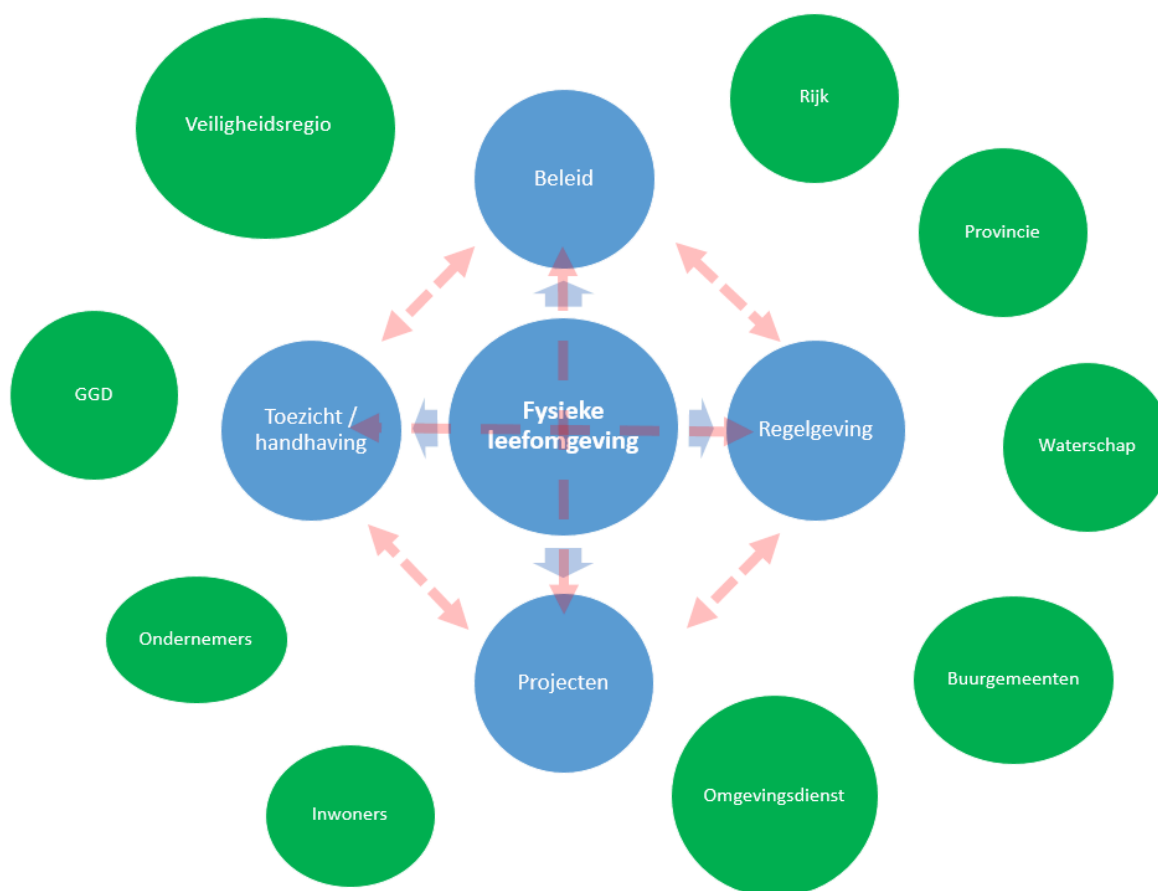 Rijk
Veiligheidsregio
Beleid
Provincie
GGD
Toezicht /
handhaving
Fysieke
leefomgeving
Regelgeving
Waterschap
Ondernemers
Projecten
Buurgemeenten
Omgevingsdienst
Inwoners